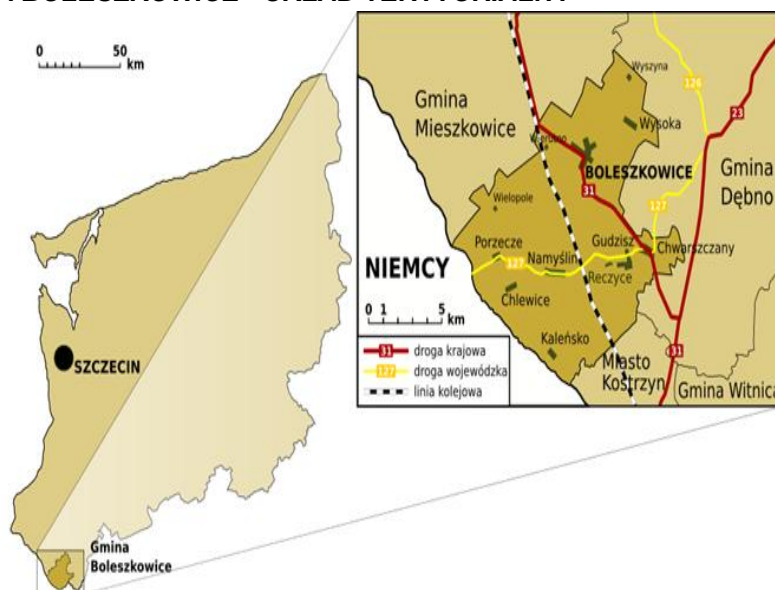 BOLESZKOWICE
0 50
km
SZCZECIN
Gmina
Boleszkowice
Gmina
Mieszkowice
Wyszyna
126
Wysoka
23
BOLESZKOWICE
Gmina
Dębno
31
Wielopole
127
Gudzisz
Chwarszczany
Porzecze
Namyślin
127
Reczyce
NIEMCY
Chlewice
0 1 5
km
Kaleńsko
31
Miasto
Kostrzyn
Gmina Witnica
31 droga krajowa
127 droga wojewódzka
linia kolejowa